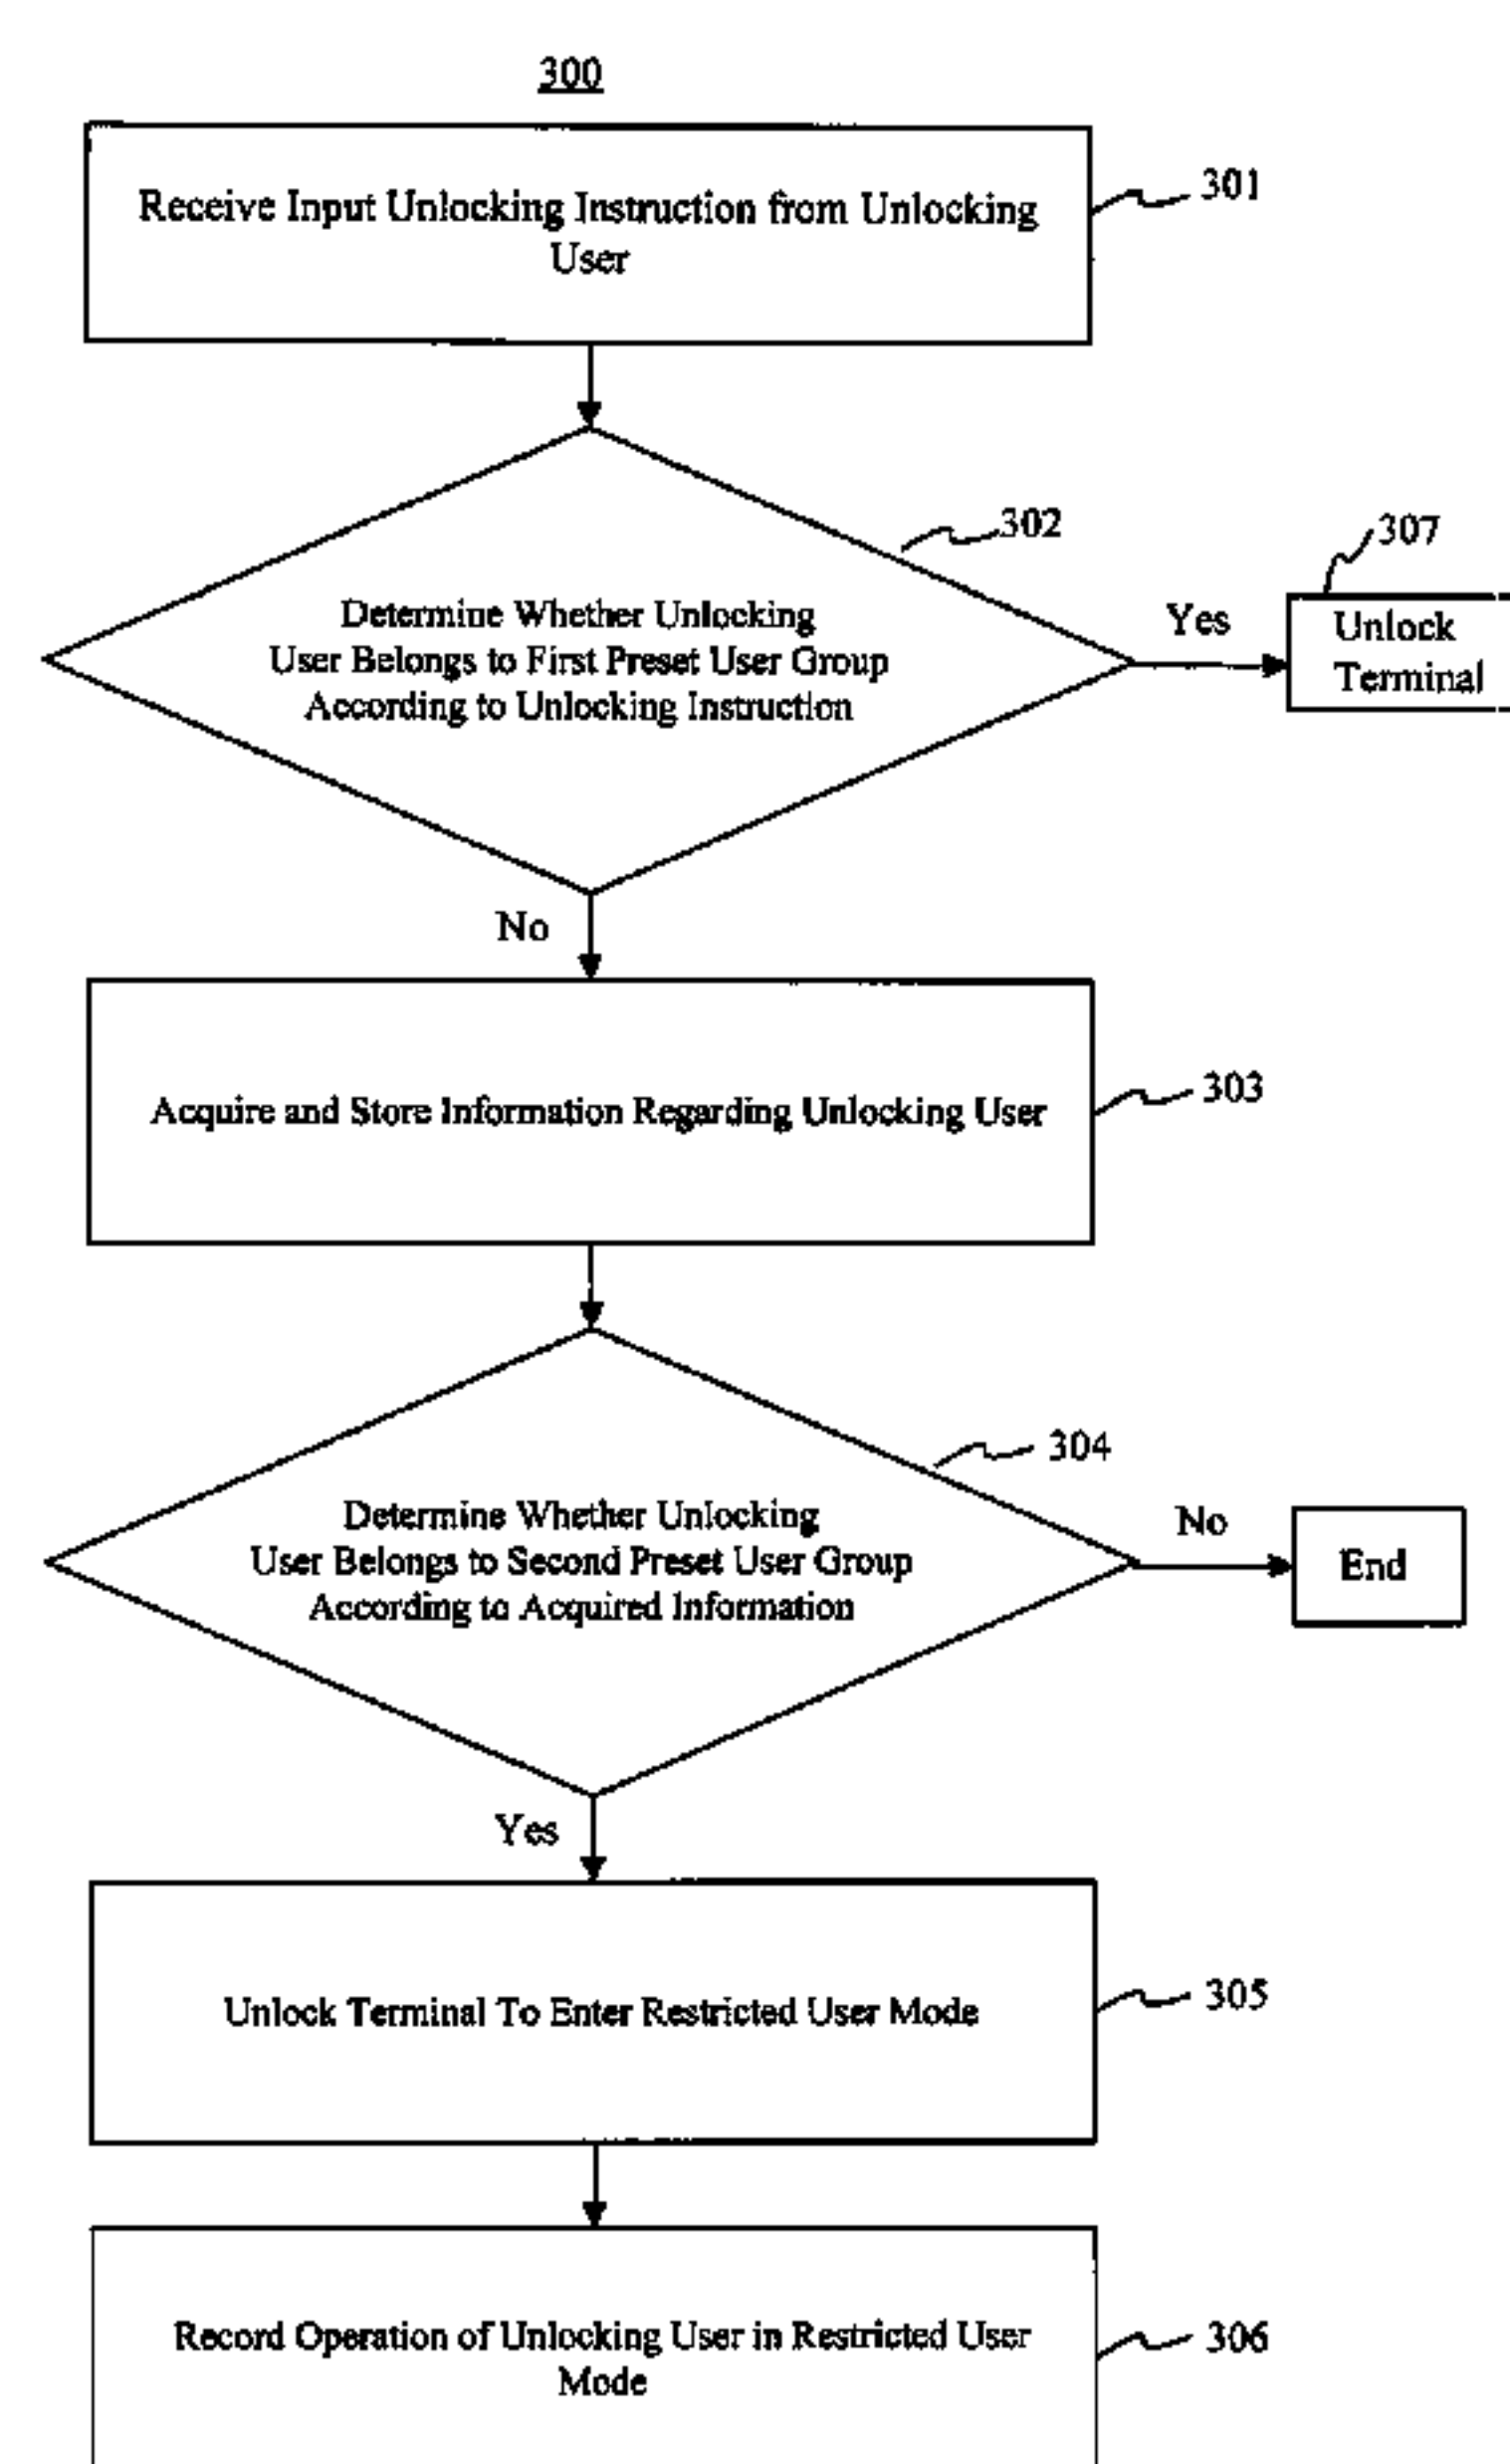 300
Receive Input Unlocking Instruction from Unlocking
User
301
302
Determine Whether Unlocking
User Belongs to First Preset User Group
According to Unlocking Instruction
Yes
307
Unlock
Terminal
No
Acquire and Store Information Regarding Unlocking User
303
304
Determine Whether Unlocking
User Belongs to Second Preset User Group
According to Acquired Information
No
End
Yes
Unlock Terminal To Enter Restricted User Mode
305
Record Operation of Unlocking User in Restricted User
Mode
306